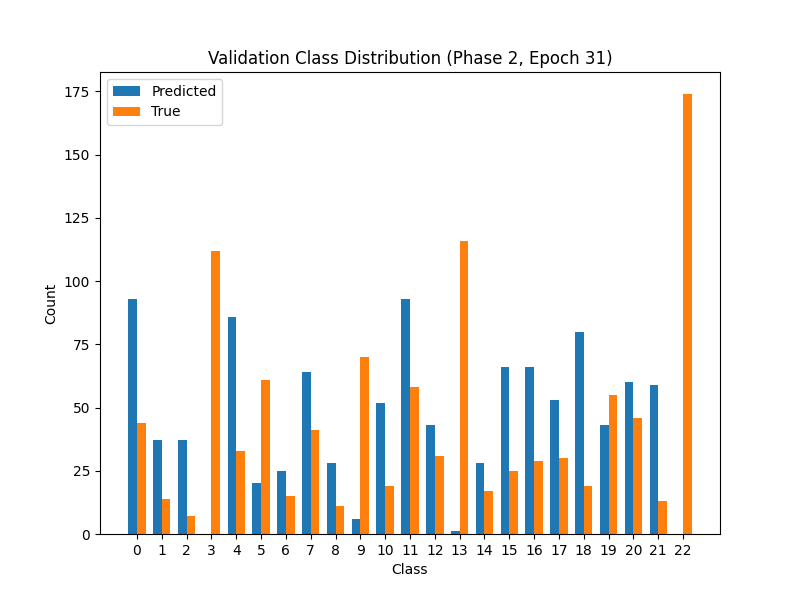 Validation Class Distribution (Phase 2, Epoch 31)
Predicted
True
175
150
125
100
75
50
25
0
Count
0 1 2 3 4 5 6 7 8 9 10 11 12 13 14 15 16 17 18 19 20 21 22
Class